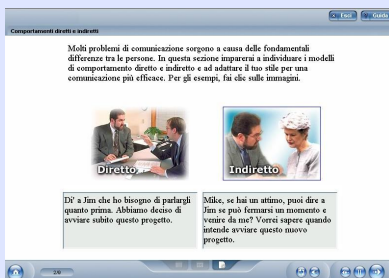 Esci Guida
Comportamenti diretti e indiretti
Molti problemi di comunicazione sorgono a causa delle fondamentali
differenze tra le persone. In questa sezione imparerai a individuare i modelli
di comportamento diretto e indiretto e ad adattare il tuo stile per una
comunicazione più efficace. Per gli esempi, fai clic sulle immagini.
Diretto
Indiretto
Di' a Jim che ho bisogno di parlargli
quanto prima. Abbiamo deciso di
avviare subito questo progetto.
Mike, se hai un attimo, puoi dire a
Jim se può fermarsi un momento e
venire da me? Vorrei sapere quando
intende avviare questo nuovo
progetto.